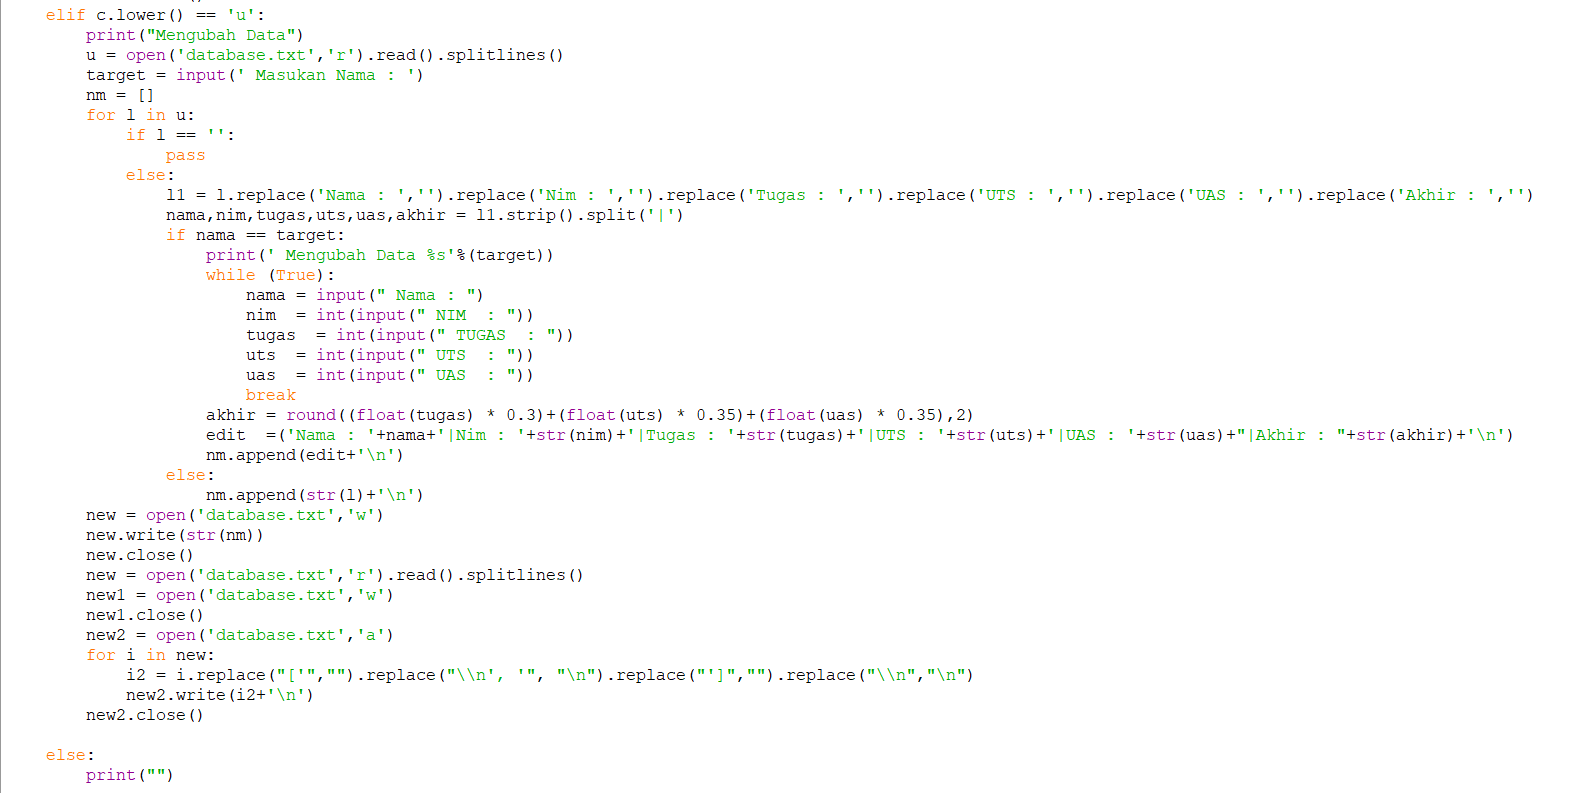 elif c.lower() == 'u':
    print("Mengubah Data")
    u = open('database.txt','r').read().splitlines()
    target = input(' Masukan Nama : ')
    nm = []
    for l in u:
        if l == '':
            pass
        else:
            l1 = l.replace('Nama : ','').replace('Nim : ','').replace('Tugas : ','').replace('UTS : ','').replace('UAS : ','').replace('Akhir : ','')
            nama,nim,tugas,uts,uas,akhir = l1.strip().split('|')
            if nama == target:
                print(' Mengubah Data %s'%(target))
                while (True):
                    nama = input(" Nama : ")
                    nim  = int(input(" NIM  : "))
                    tugas  = int(input(" TUGAS  : "))
                    uts  = int(input(" UTS  : "))
                    uas  = int(input(" UAS  : "))
                    break
                akhir = round((float(tugas) * 0.3)+(float(uts) * 0.35)+(float(uas) * 0.35),2)
                edit  =('Nama : '+nama+'|Nim : '+str(nim)+'|Tugas : '+str(tugas)+'|UTS : '+str(uts)+'|UAS : '+str(uas)+"|Akhir : "+str(akhir)+'\n')
                nm.append(edit+'\n')
            else:
                nm.append(str(l)+'\n')
    new = open('database.txt','w')
    new.write(str(nm))
    new.close()
    new = open('database.txt','r').read().splitlines()
    new1 = open('database.txt','w')
    new1.close()
    new2 = open('database.txt','a')
    for i in new:
        i2 = i.replace("['","").replace("\\n', '", "\n").replace("']","").replace("\\n","\n")
        new2.write(i2+'\n')
    new2.close()
else:
    print("")